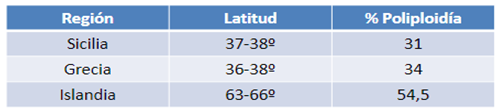 Región Latitud % Poliploidía
Sicilia 37-38º 31
Grecia 36-38º 34
Islandia 63-66º 54,5